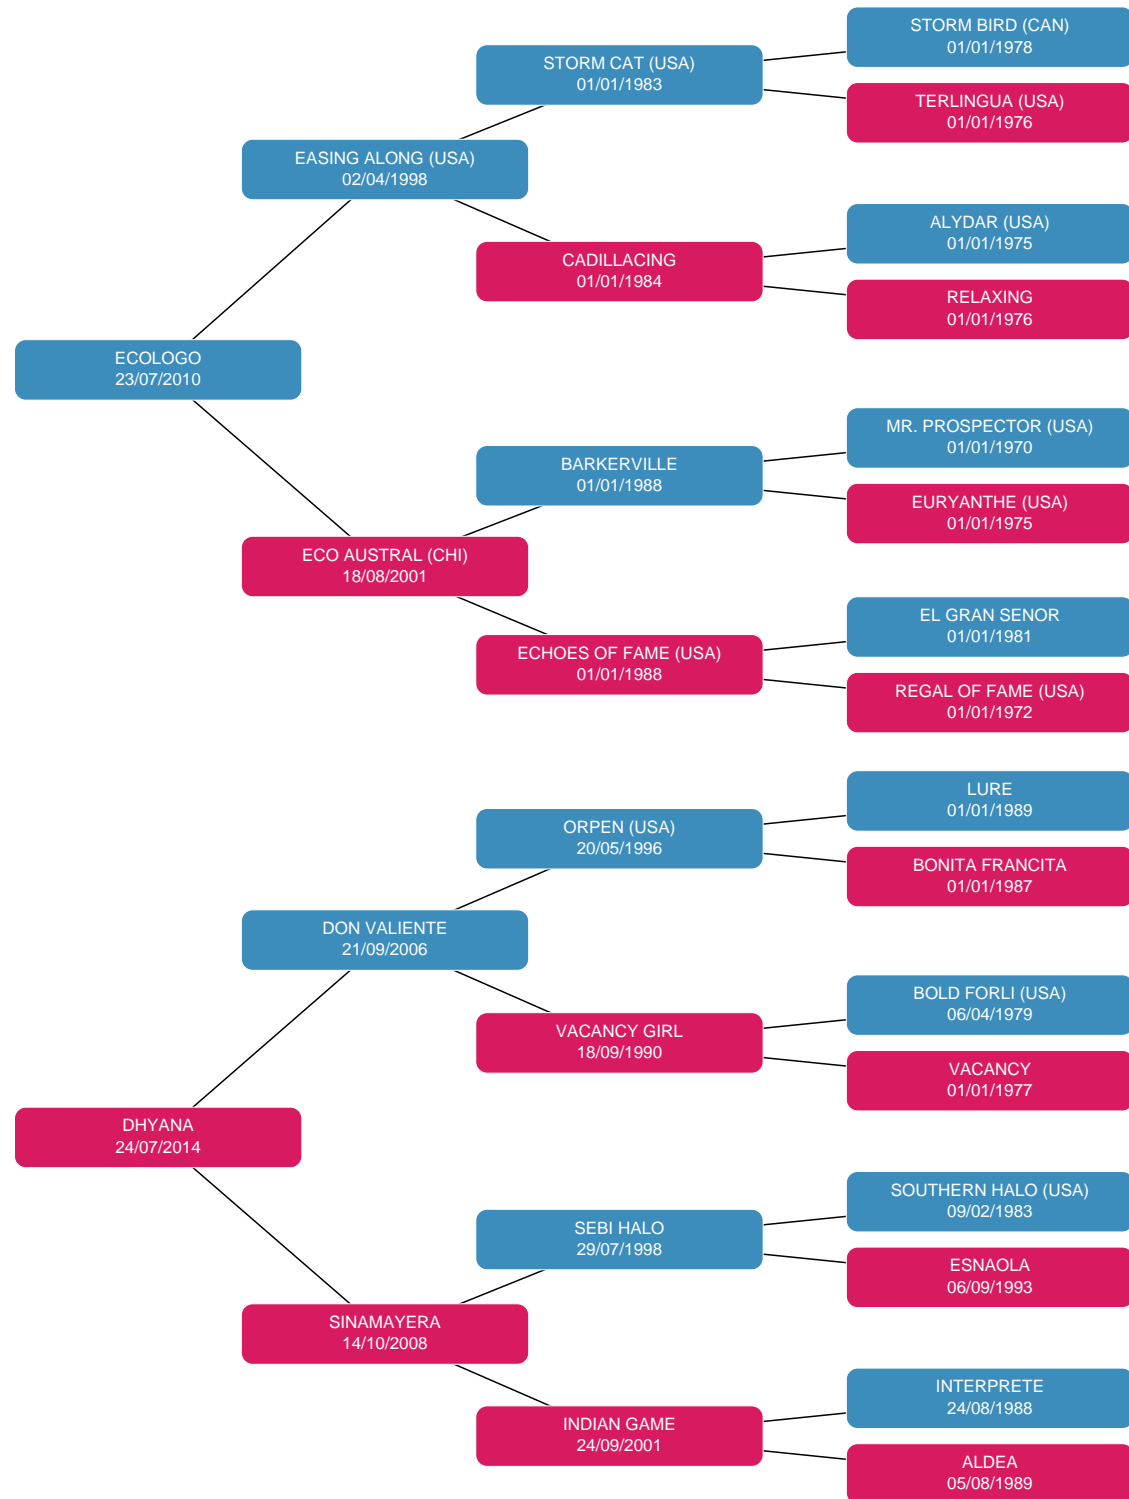 STORM BIRD (CAN)
01/01/1978
STORM CAT (USA)
01/01/1983
TERLINGUA (USA)
01/01/1976
EASING ALONG (USA)
02/04/1998
ALYDAR (USA)
01/01/1975
CADILLACING
01/01/1984
RELAXING
01/01/1976
ECOLOGO
23/07/2010
MR. PROSPECTOR (USA)
01/01/1970
BARKERVILLE
01/01/1988
EURYANTHE (USA)
01/01/1975
ECO AUSTRAL (CHI)
18/08/2001
EL GRAN SENOR
01/01/1981
ECHOES OF FAME (USA)
01/01/1988
REGAL OF FAME (USA)
01/01/1972
LURE
01/01/1989
ORPEN (USA)
20/05/1996
BONITA FRANCITA
01/01/1987
DON VALIENTE
21/09/2006
BOLD FORLI (USA)
06/04/1979
VACANCY GIRL
18/09/1990
VACANCY
01/01/1977
DHYANA
24/07/2014
SOUTHERN HALO (USA)
09/02/1983
SEBI HALO
29/07/1998
ESNAOLA
06/09/1993
SINAMAYERA
14/10/2008
INTERPRETE
24/08/1988
INDIAN GAME
24/09/2001
ALDEA
05/08/1989